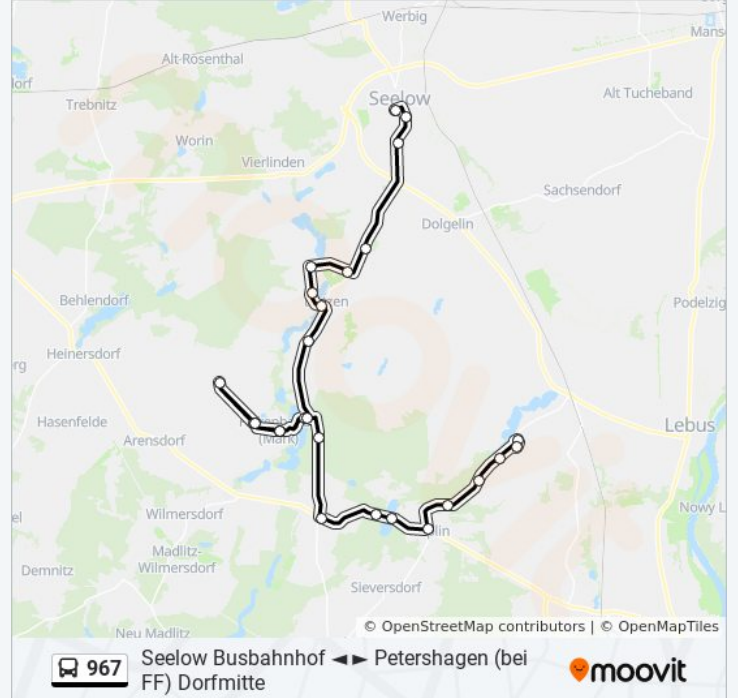 Werbig
Mans
Alt-Rosenthal
dorf
Seelow
Alt Tucheband
Trebnitz
Worin
Vierlinden
Sachsendorf
Dolgelin
Behlendorf
Podelzig
Heinersdorf
rg
Hasenfelde
(Mark)
Lebus
Arensdorf
Nowy L
el
Wilmersdorf
Madlitz-
Wilmersdorf
lin
Demnitz
Sieversdorf
© OpenStreetMap contributors | © OpenMapTiles
Neu Madlitz
967
Seelow Busbahnhof ◄ ► Petershagen (bei
FF) Dorfmitte
moovit